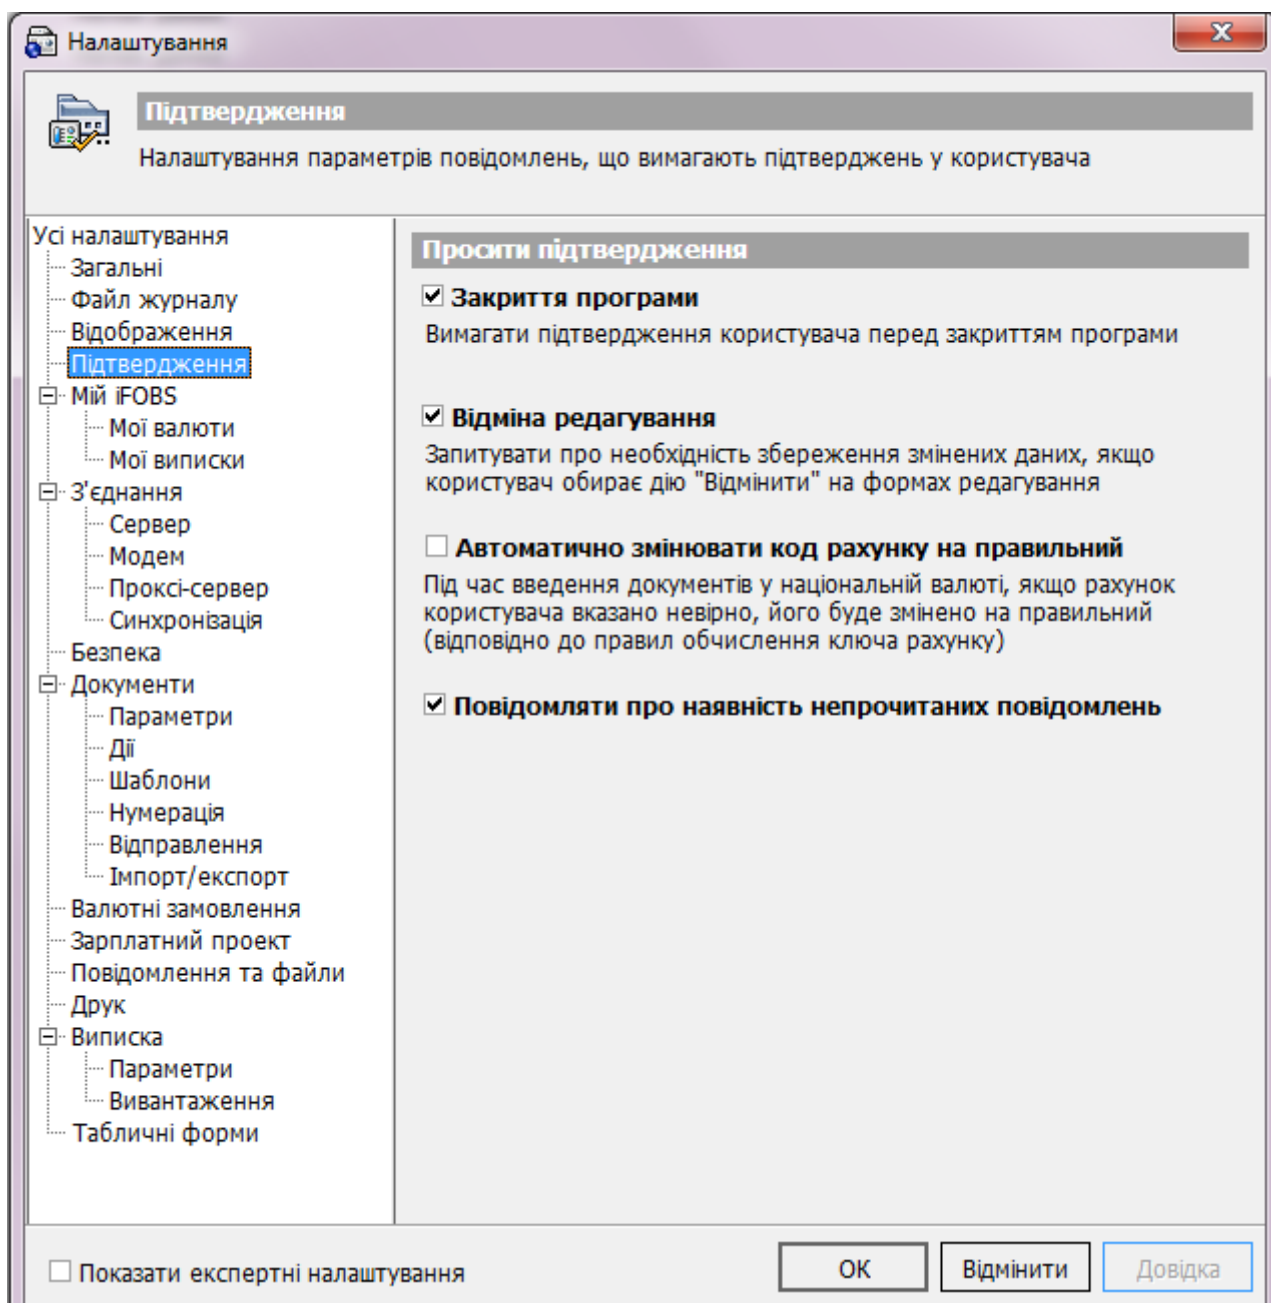 Налаштування
Підтвердження
Налаштування параметрів повідомлень, що вимагають підтверджень у користувача
Усі налаштування
Загальні
Файл журналу
Відображення
Підтвердження
Мій iFOBS
Мої валюти
Мої виписки
З'єднання
Сервер
Модем
Проксі-сервер
Синхронізація
Безпека
Документи
Параметри
Дії
Шаблони
Нумерація
Відправлення
Імпорт/експорт
Валютні замовлення
Зарплатний проект
Повідомлення та файли
Друк
Виписка
Параметри
Вивантаження
Табличні форми
Просити підтвердження
Закриття програми
Вимагати підтвердження користувача перед закриттям програми
Відміна редагування
Запитувати про необхідність збереження змінених даних, якщо
користувач обирає дію "Відмінити" на формах редагування
Автоматично змінювати код рахунку на правильний
Під час введення документів у національній валюті, якщо рахунок
користувача вказано невірно, його буде змінено на правильний
(відповідно до правил обчислення ключа рахунку)
Повідомляти про наявність непрочитаних повідомлень
Показати експертні налаштування
ОК
Відмінити
Довідка